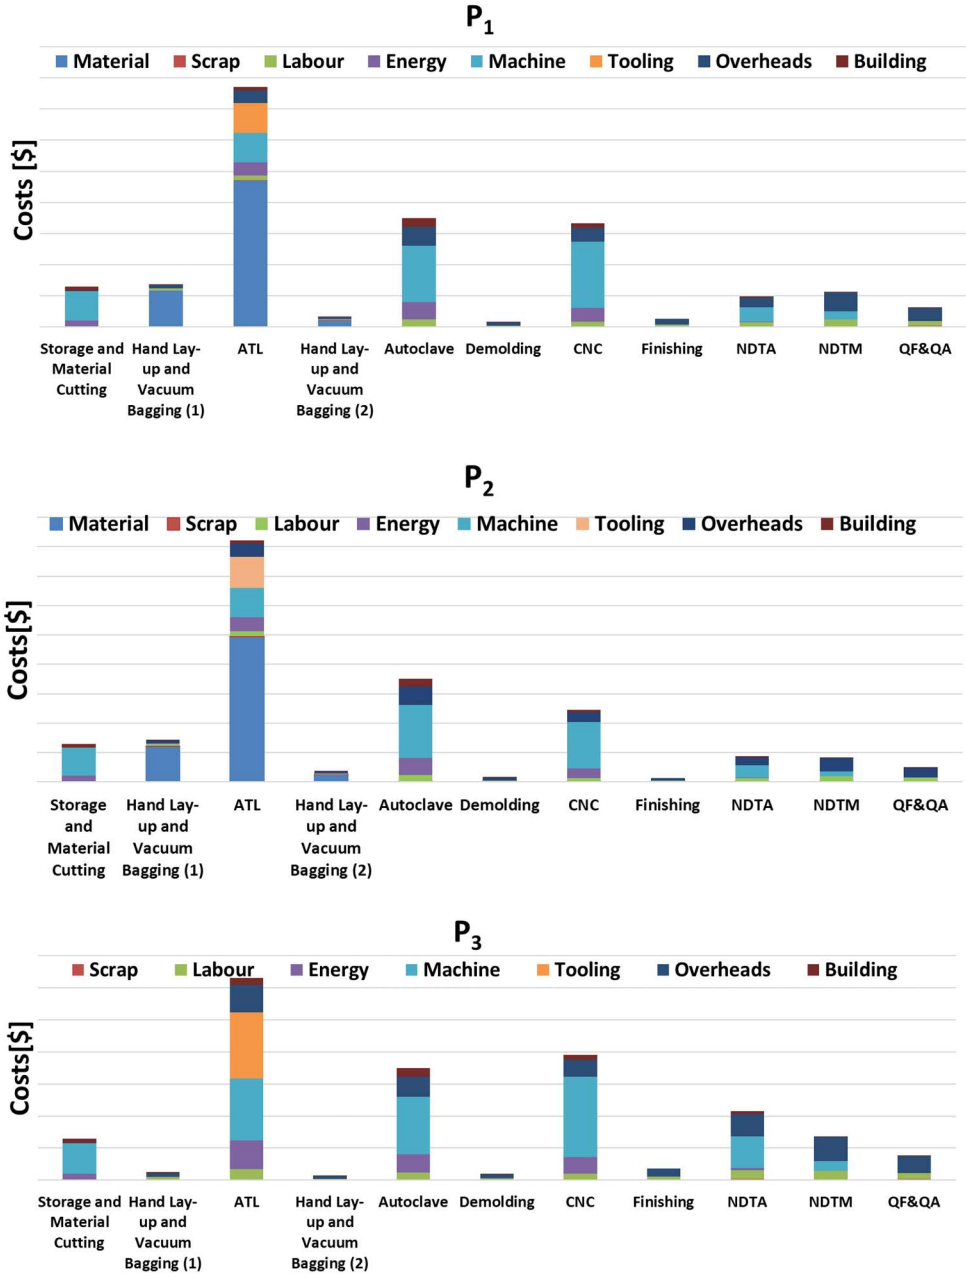 P1
Material Scrap Labour Energy Machine Tooling Overheads Building
Costs [$]
Storage and Hand Lay- ATL Hand Lay- Autoclave Demolding CNC Finishing NDTA NDTM QF&QA
Material up and up and
Cutting Vacuum Vacuum
Bagging (1) Bagging (2)
P2
Material Scrap Labour Energy Machine Tooling Overheads Building
Costs[$]
Storage Hand Lay- ATL Hand Lay- Autoclave Demolding CNC Finishing NDTA NDTM QF&QA
and up and up and
Material Vacuum Vacuum
Cutting Bagging (1) Bagging (2)
P3
Scrap Labour Energy Machine Tooling Overheads Building
Costs[$]
Storage and Hand Lay- ATL Hand Lay- Autoclave Demolding CNC Finishing NDTA NDTM QF&QA
Material up and up and
Cutting Vacuum Vacuum
Bagging (1) Bagging (2)